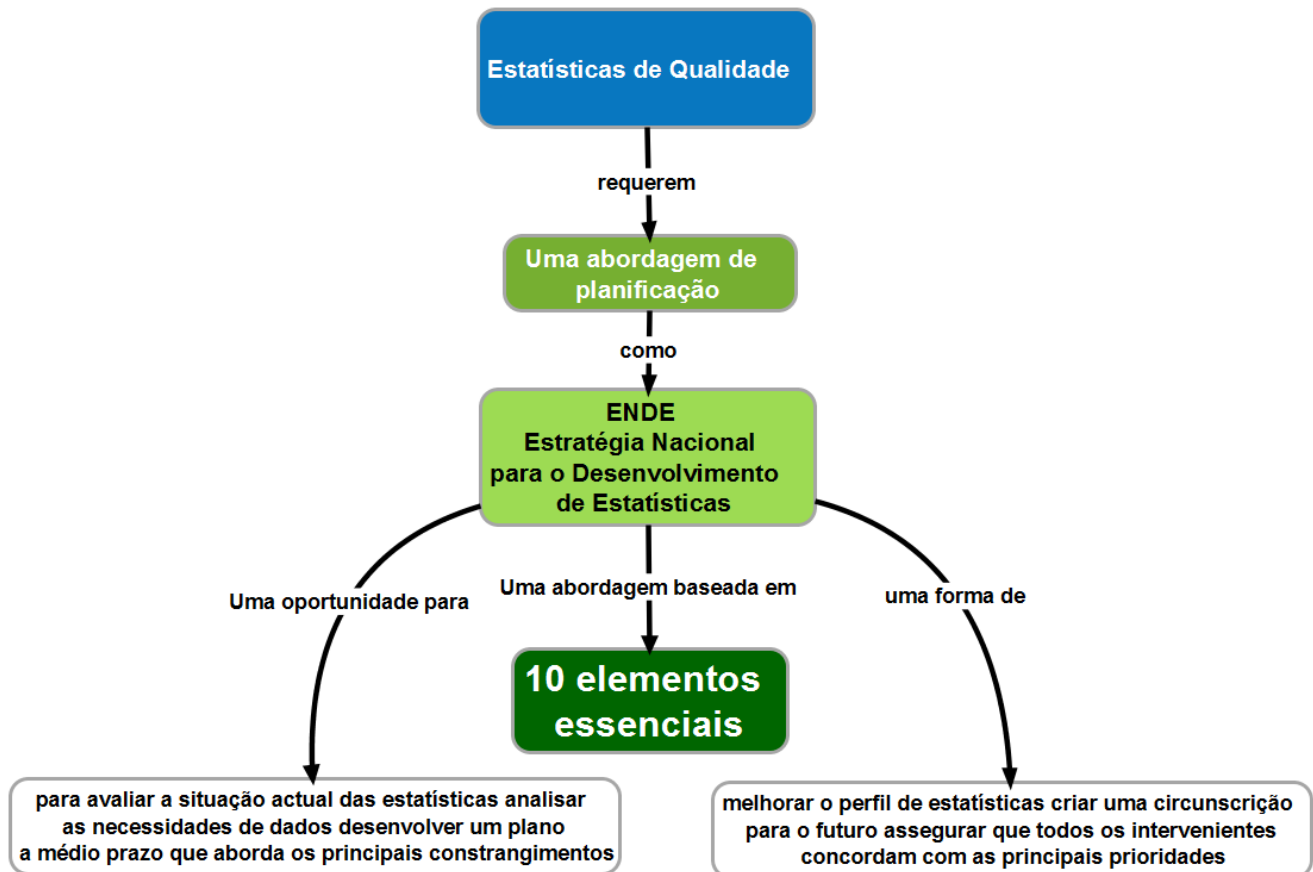 Estatísticas de Qualidade
requerem
Uma abordagem de
planificação
como
ENDE
Estratégia Nacional
para o Desenvolvimento
de Estatísticas
Uma oportunidade para
Uma abordagem baseada em
uma forma de
10 elementos
essenciais
para avaliar a situação actual das estatísticas analisar
as necessidades de dados desenvolver um plano
a médio prazo que aborda os principais constrangimentos
melhorar o perfil de estatísticas criar uma circunscrição
para o futuro assegurar que todos os intervenientes
concordam com as principais prioridades